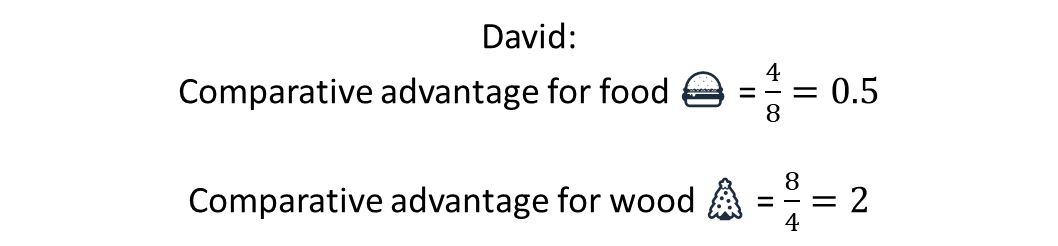 David:
Comparative advantage for food = 4/8 = 0.5
Comparative advantage for wood = 8/4 = 2